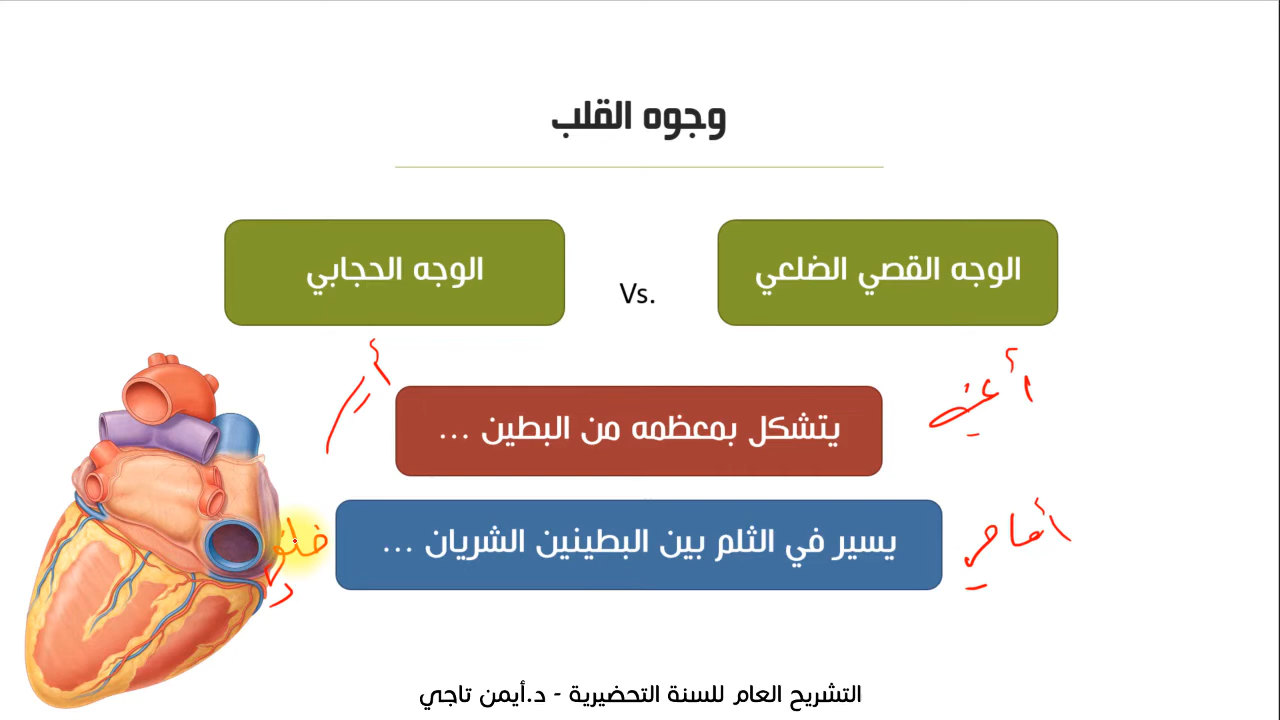 وجوه القلب
الوجه القصي الضلعي
Vs.
الوجه الحجابي
يتشكل بمعظمه من البطين ...
يسير في الثلم بين البطينين الشريان ...
أمامي
التشريح العام للسنة التحضيرية - د.أيمن تاجي